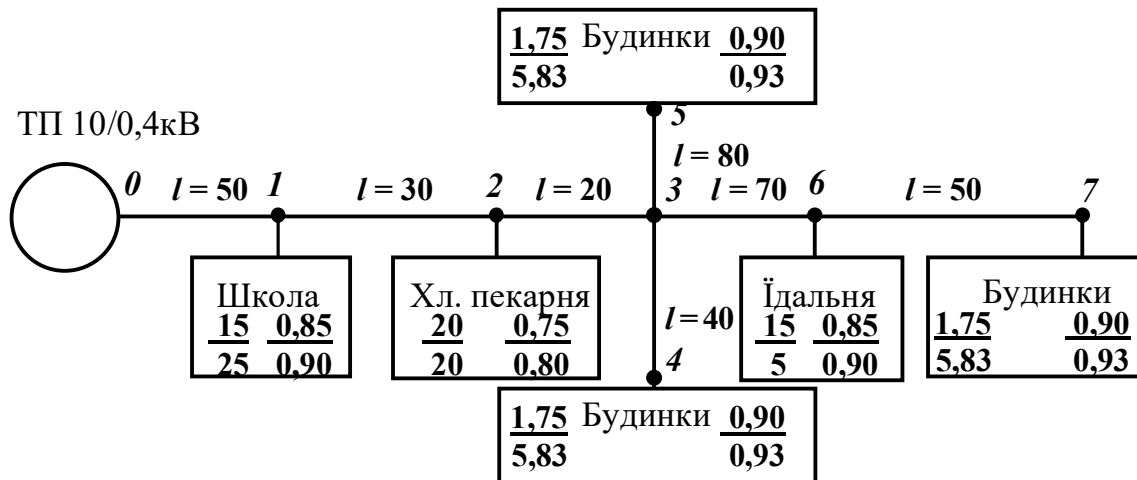 1,75 Будинки 0,90
5,83 0,93
ТП 10/0,4кВ
5
l = 80
0 l = 50 1 l = 30 2 l = 20 3 l = 70 6 l = 50 7
Школа
15 0,85
25 0,90
Хл. пекарня
20 0,75
20 0,80
l = 40
4
Їдальня
15 0,85
5 0,90
Будинки
1,75 0,90
5,83 0,93
1,75 Будинки 0,90
5,83 0,93